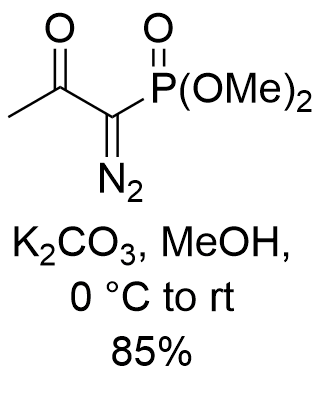 O O
P(OMe)₂
N₂
K₂CO₃, MeOH,
0 °C to rt
85%